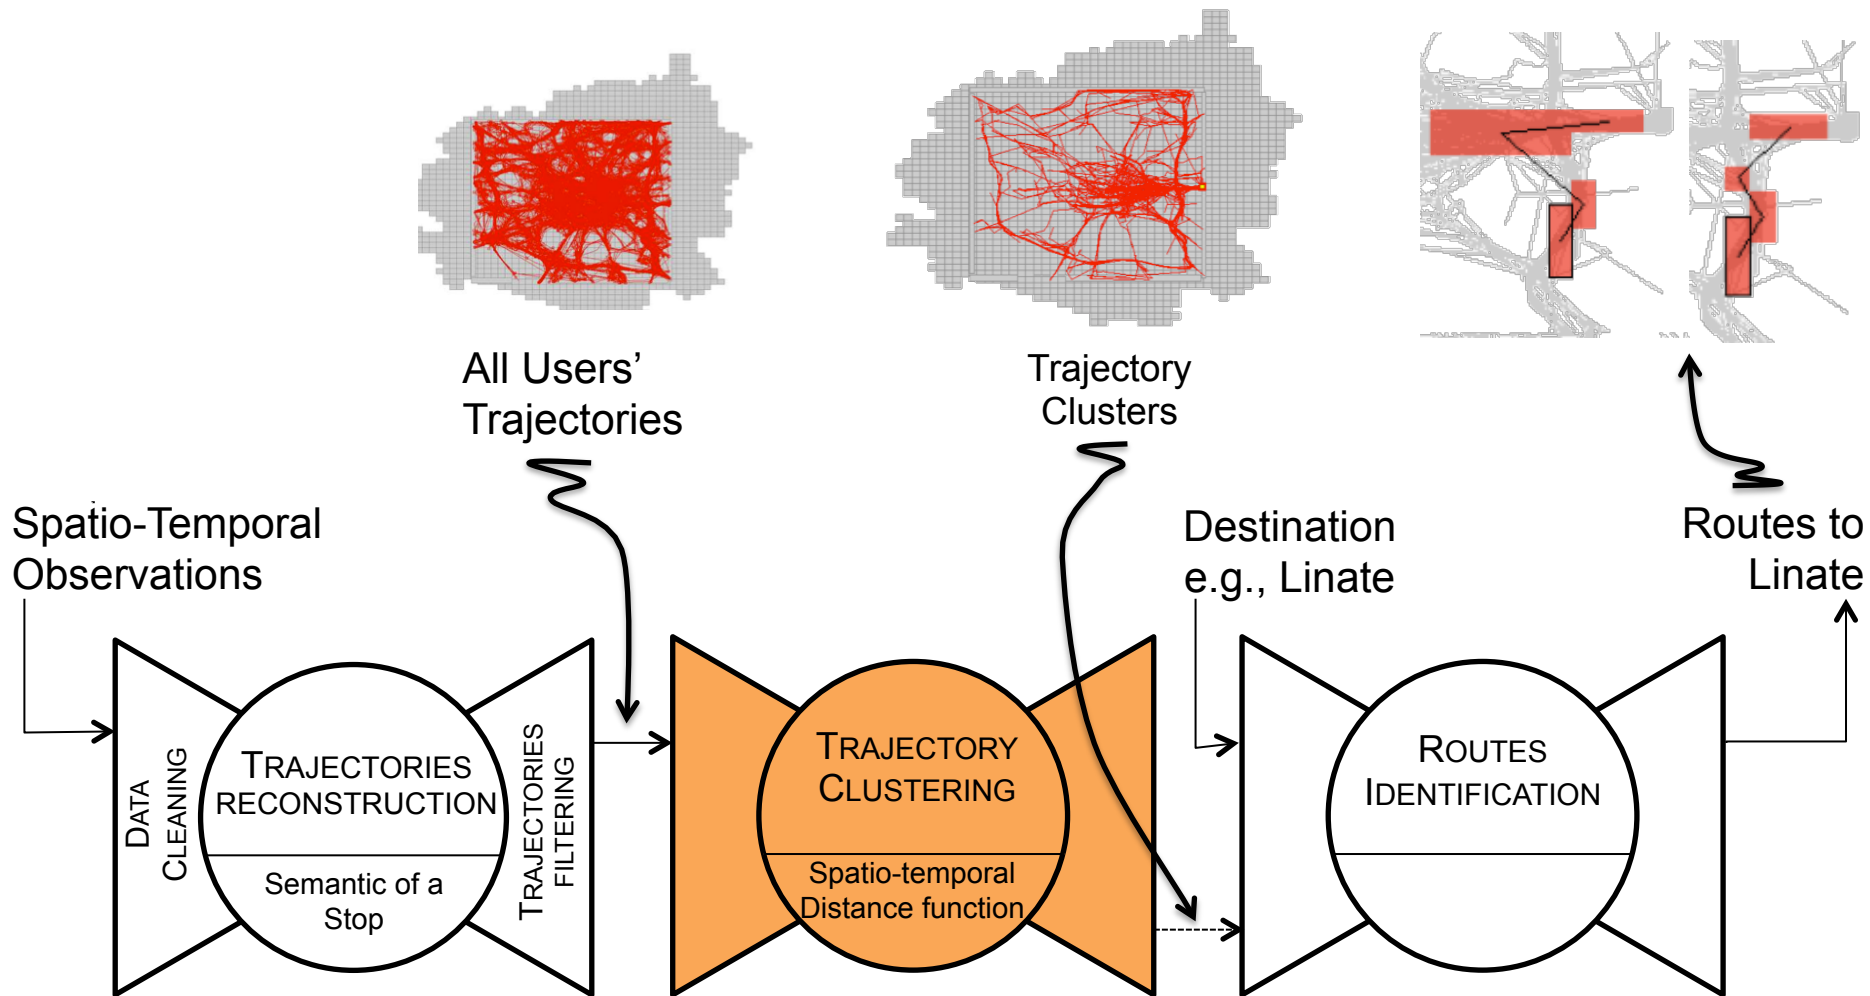 All Users’
Trajectories
Trajectory
Clusters
Spatio-Temporal
Observations
Destination
e.g., Linate
Routes to
Linate
DATA
CLEANING
TRAJECTORIES
RECONSTRUCTION
Semantic of a
Stop
TRAJECTORIES
FILTERING
TRAJECTORY
CLUSTERING
Spatio-temporal
Distance function
ROUTES
IDENTIFICATION